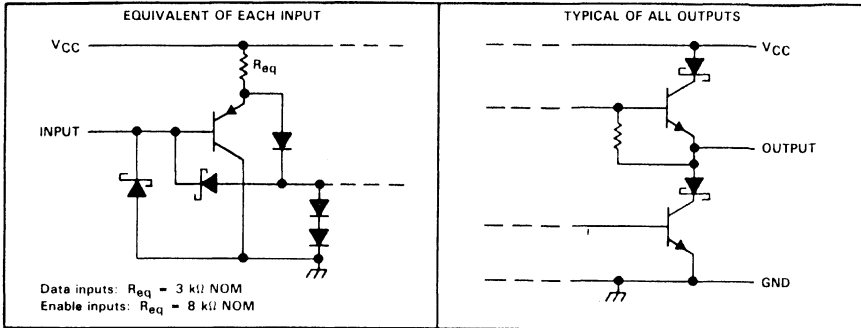 EQUIVALENT OF EACH INPUT
VCC
Req
INPUT
Data inputs: Req = 3 kΩ NOM
Enable inputs: Req = 8 kΩ NOM
TYPICAL OF ALL OUTPUTS
VCC
OUTPUT
GND